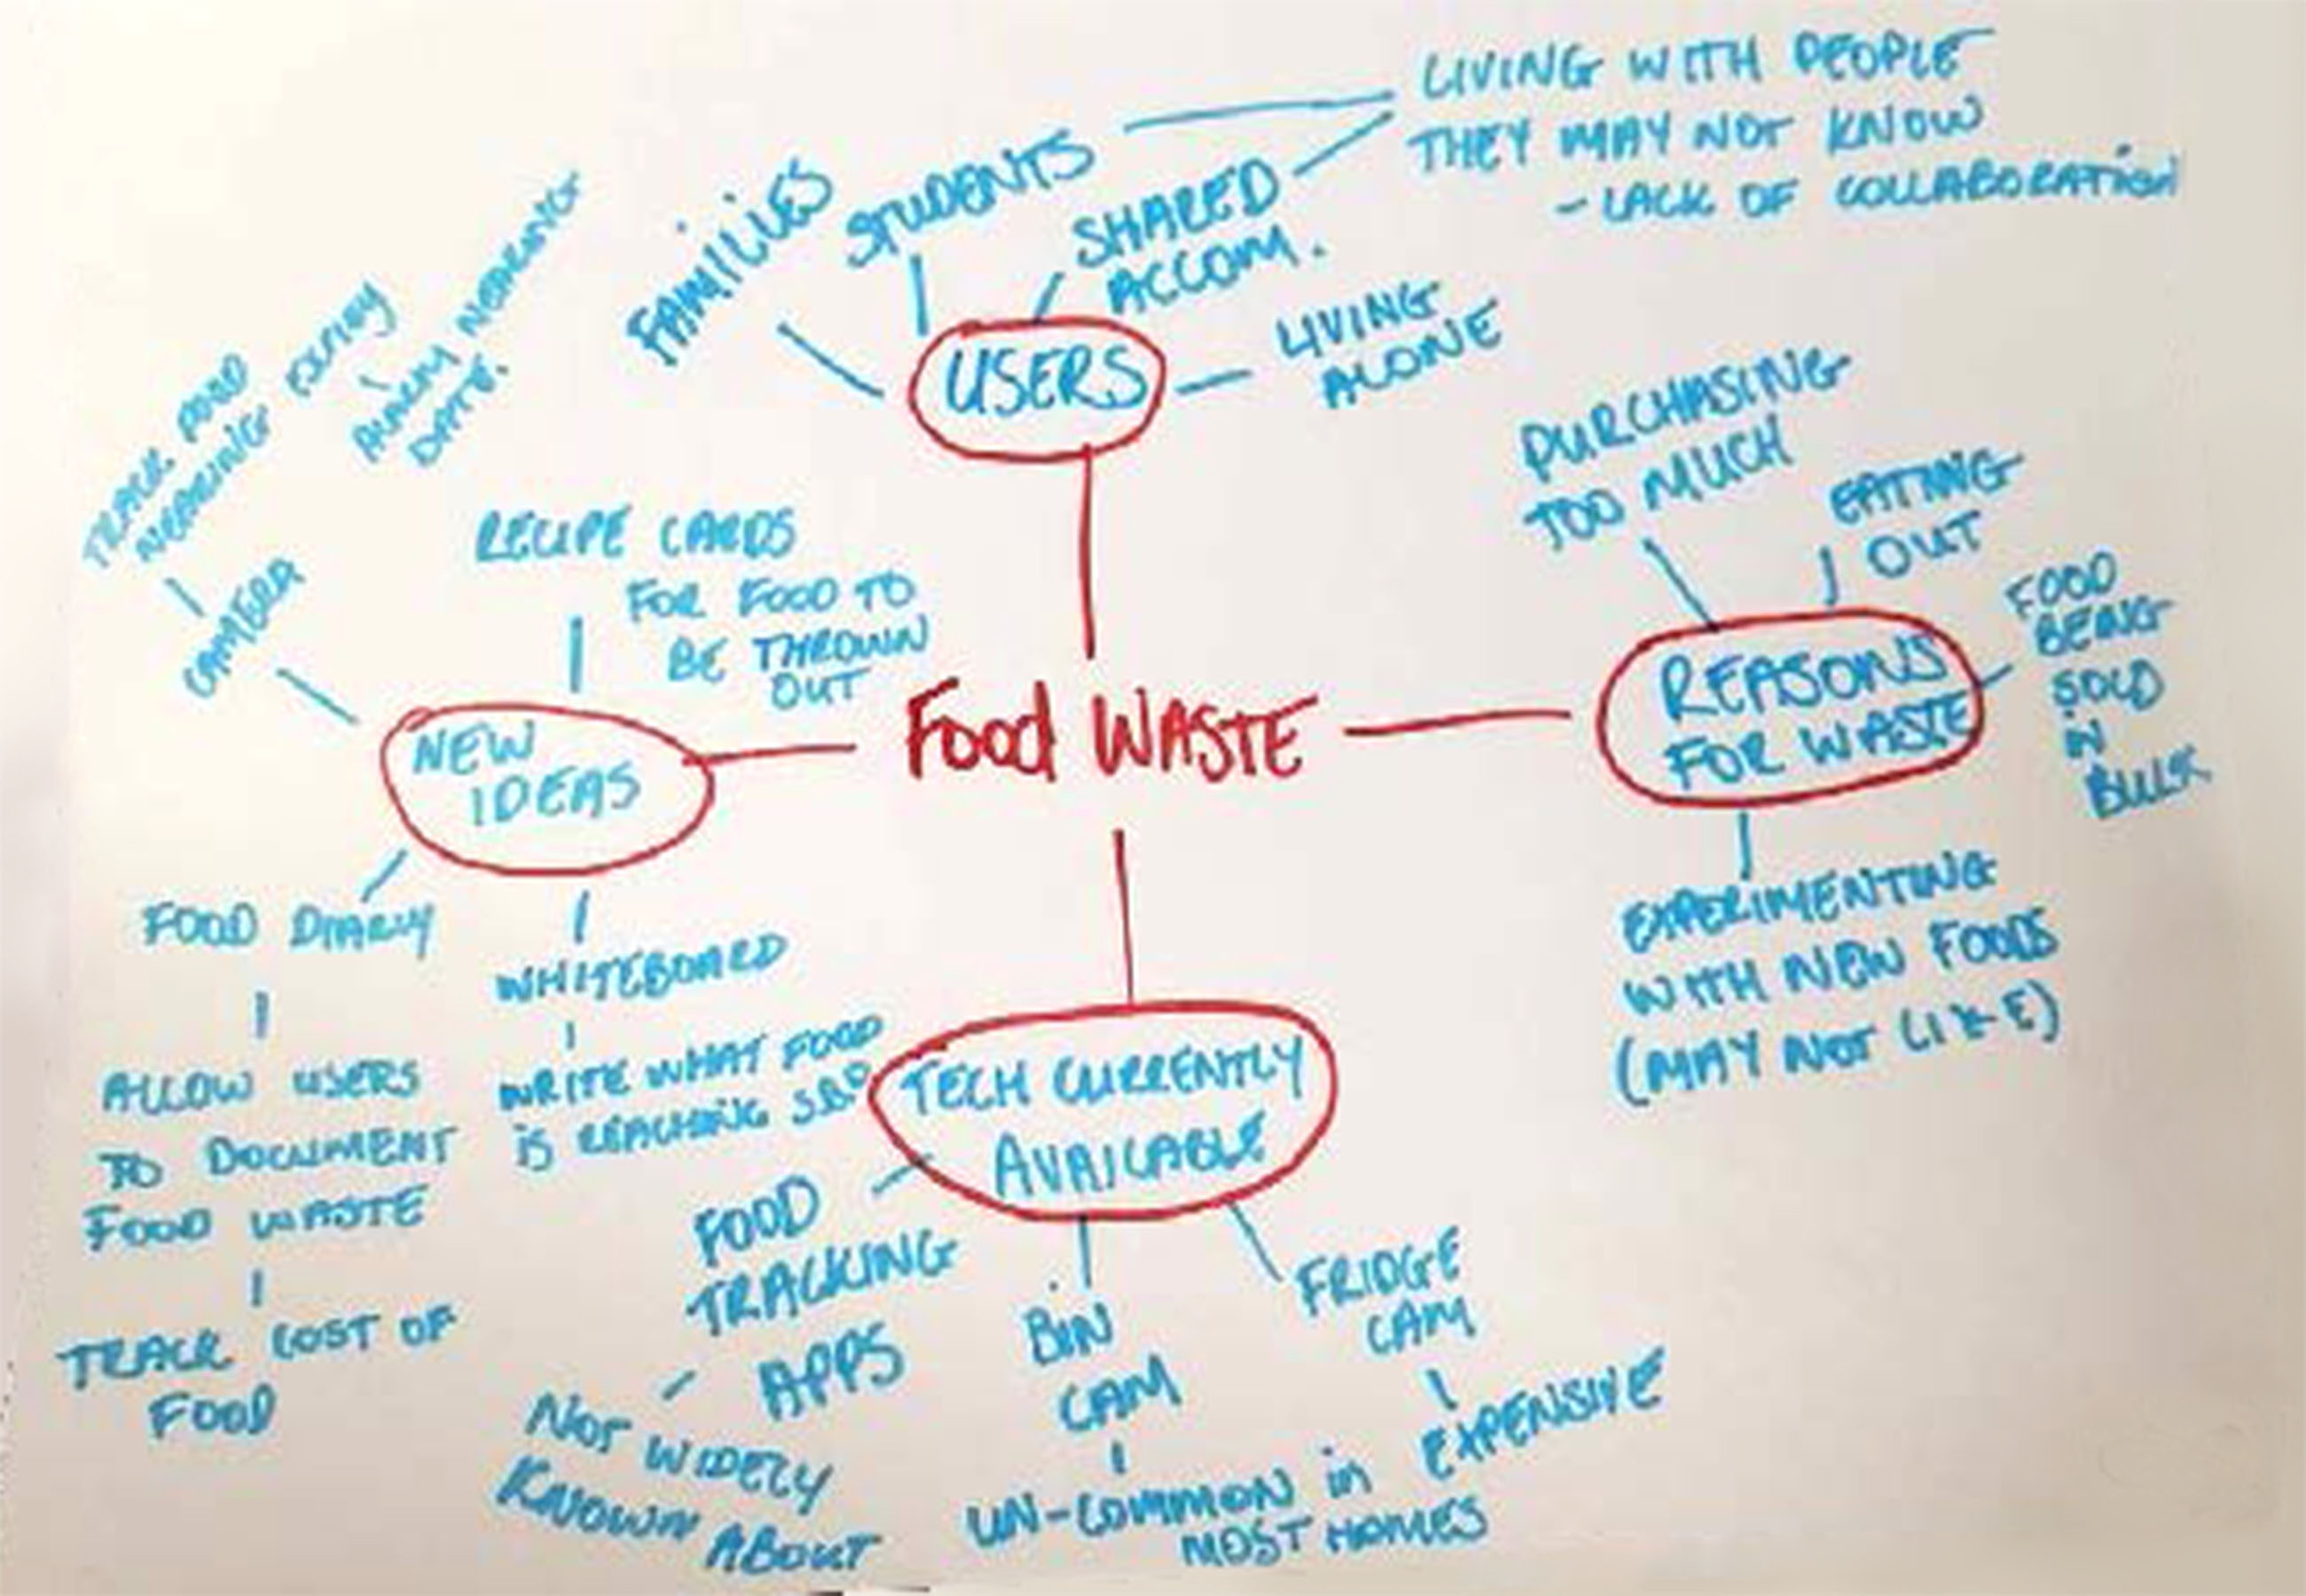 LIVING WITH PEOPLE
THEY MAY NOT KNOW
- LACK OF COLLABORATION
FAMILIES
STUDENTS
SHARED
ACCOM.
LIVING
ALONE
USERS
TRACK FOOD
NEARING EXPIRY
NEARING
DATE.
CAMERA
RECIPE CARDS
FOR FOOD TO
BE THROWN
OUT
NEW
IDEAS
Food WASTE
PURCHASING
TOO MUCH
EATING
OUT
FOOD
BEING
SOLD
IN
BULK
REASONS
FOR WASTE
EXPERIMENTING
WITH NEW FOODS
(MAY NOT LIKE)
FOOD DIARY
ALLOW USERS
TO DOCUMENT
FOOD WASTE
TRACK COST OF
FOOD
WHITEBOARD
WRITE WHAT FOOD
IS REACHING
TECH CURRENTLY
AVAILABLE
FOOD
TRACKING
APPS
NOT WIDELY
KNOWN ABOUT
BIN
CAM
UN-COMMON in
MOST HOMES
FRIDGE
CAM
EXPENSIVE